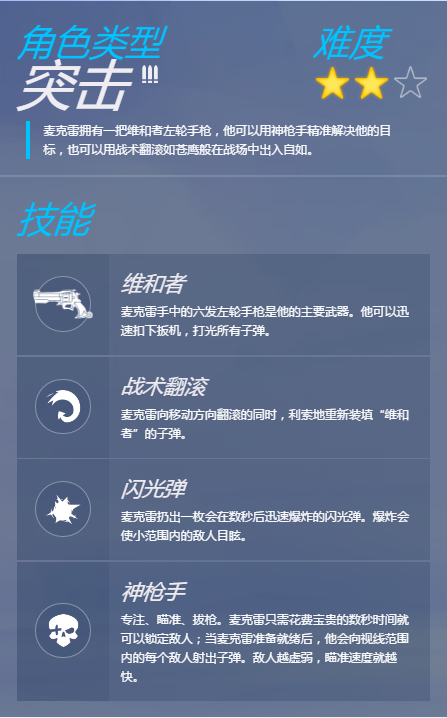 角色类型 难度
突击
麦克雷拥有一把维和者左轮手枪，他可以用神枪手精准解决他的目
标，也可以用战术翻滚如苍鹰般在战场中出入自如。
技能
维和者
麦克雷手中的六发左轮手枪是他的主要武器。他可以迅
速扣下扳机，打光所有子弹。
战术翻滚
麦克雷向移动方向翻滚的同时，利索地重新装填“维和
者”的子弹。
闪光弹
麦克雷扔出一枚会在数秒后迅速爆炸的闪光弹。爆炸会
使小范围内的敌人目眩。
神枪手
专注、瞄准、拔枪。麦克雷只需花费宝贵的数秒时间就
可以锁定敌人；当麦克雷准备就绪后，他会向视线范围
内的每个敌人射出子弹。敌人越虚弱，瞄准速度就越
快。